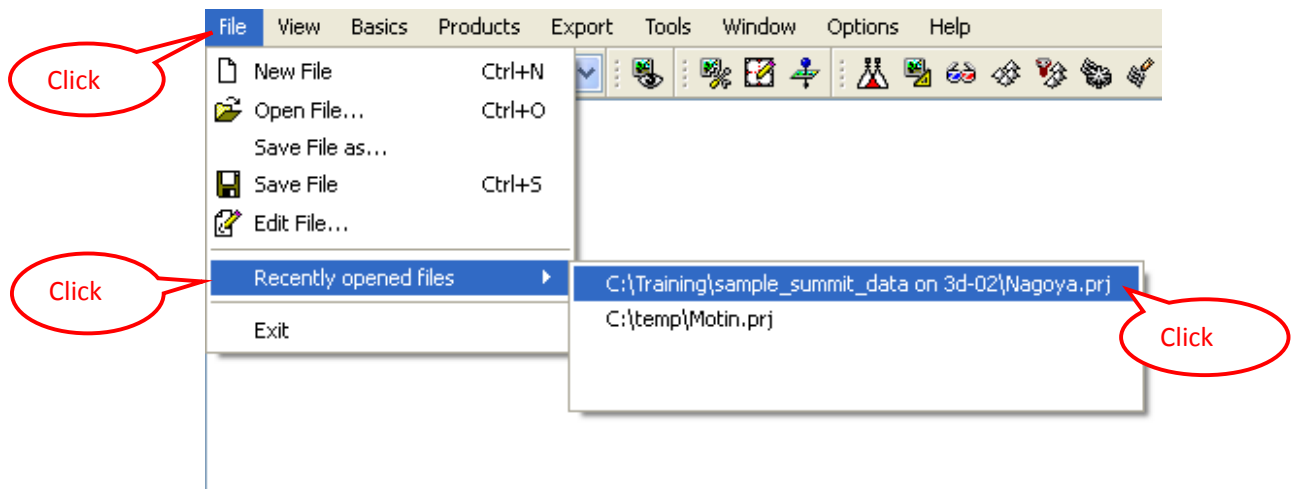 File View Basics Products Export Tools Window Options Help
Click
New File Ctrl+N
Open File... Ctrl+O
Save File as...
Save File Ctrl+S
Edit File...
Click
Recently opened files
C:\Training\sample_summit_data on 3d-02\Nagoya.prj
C:\temp\Motin.prj
Exit
Click